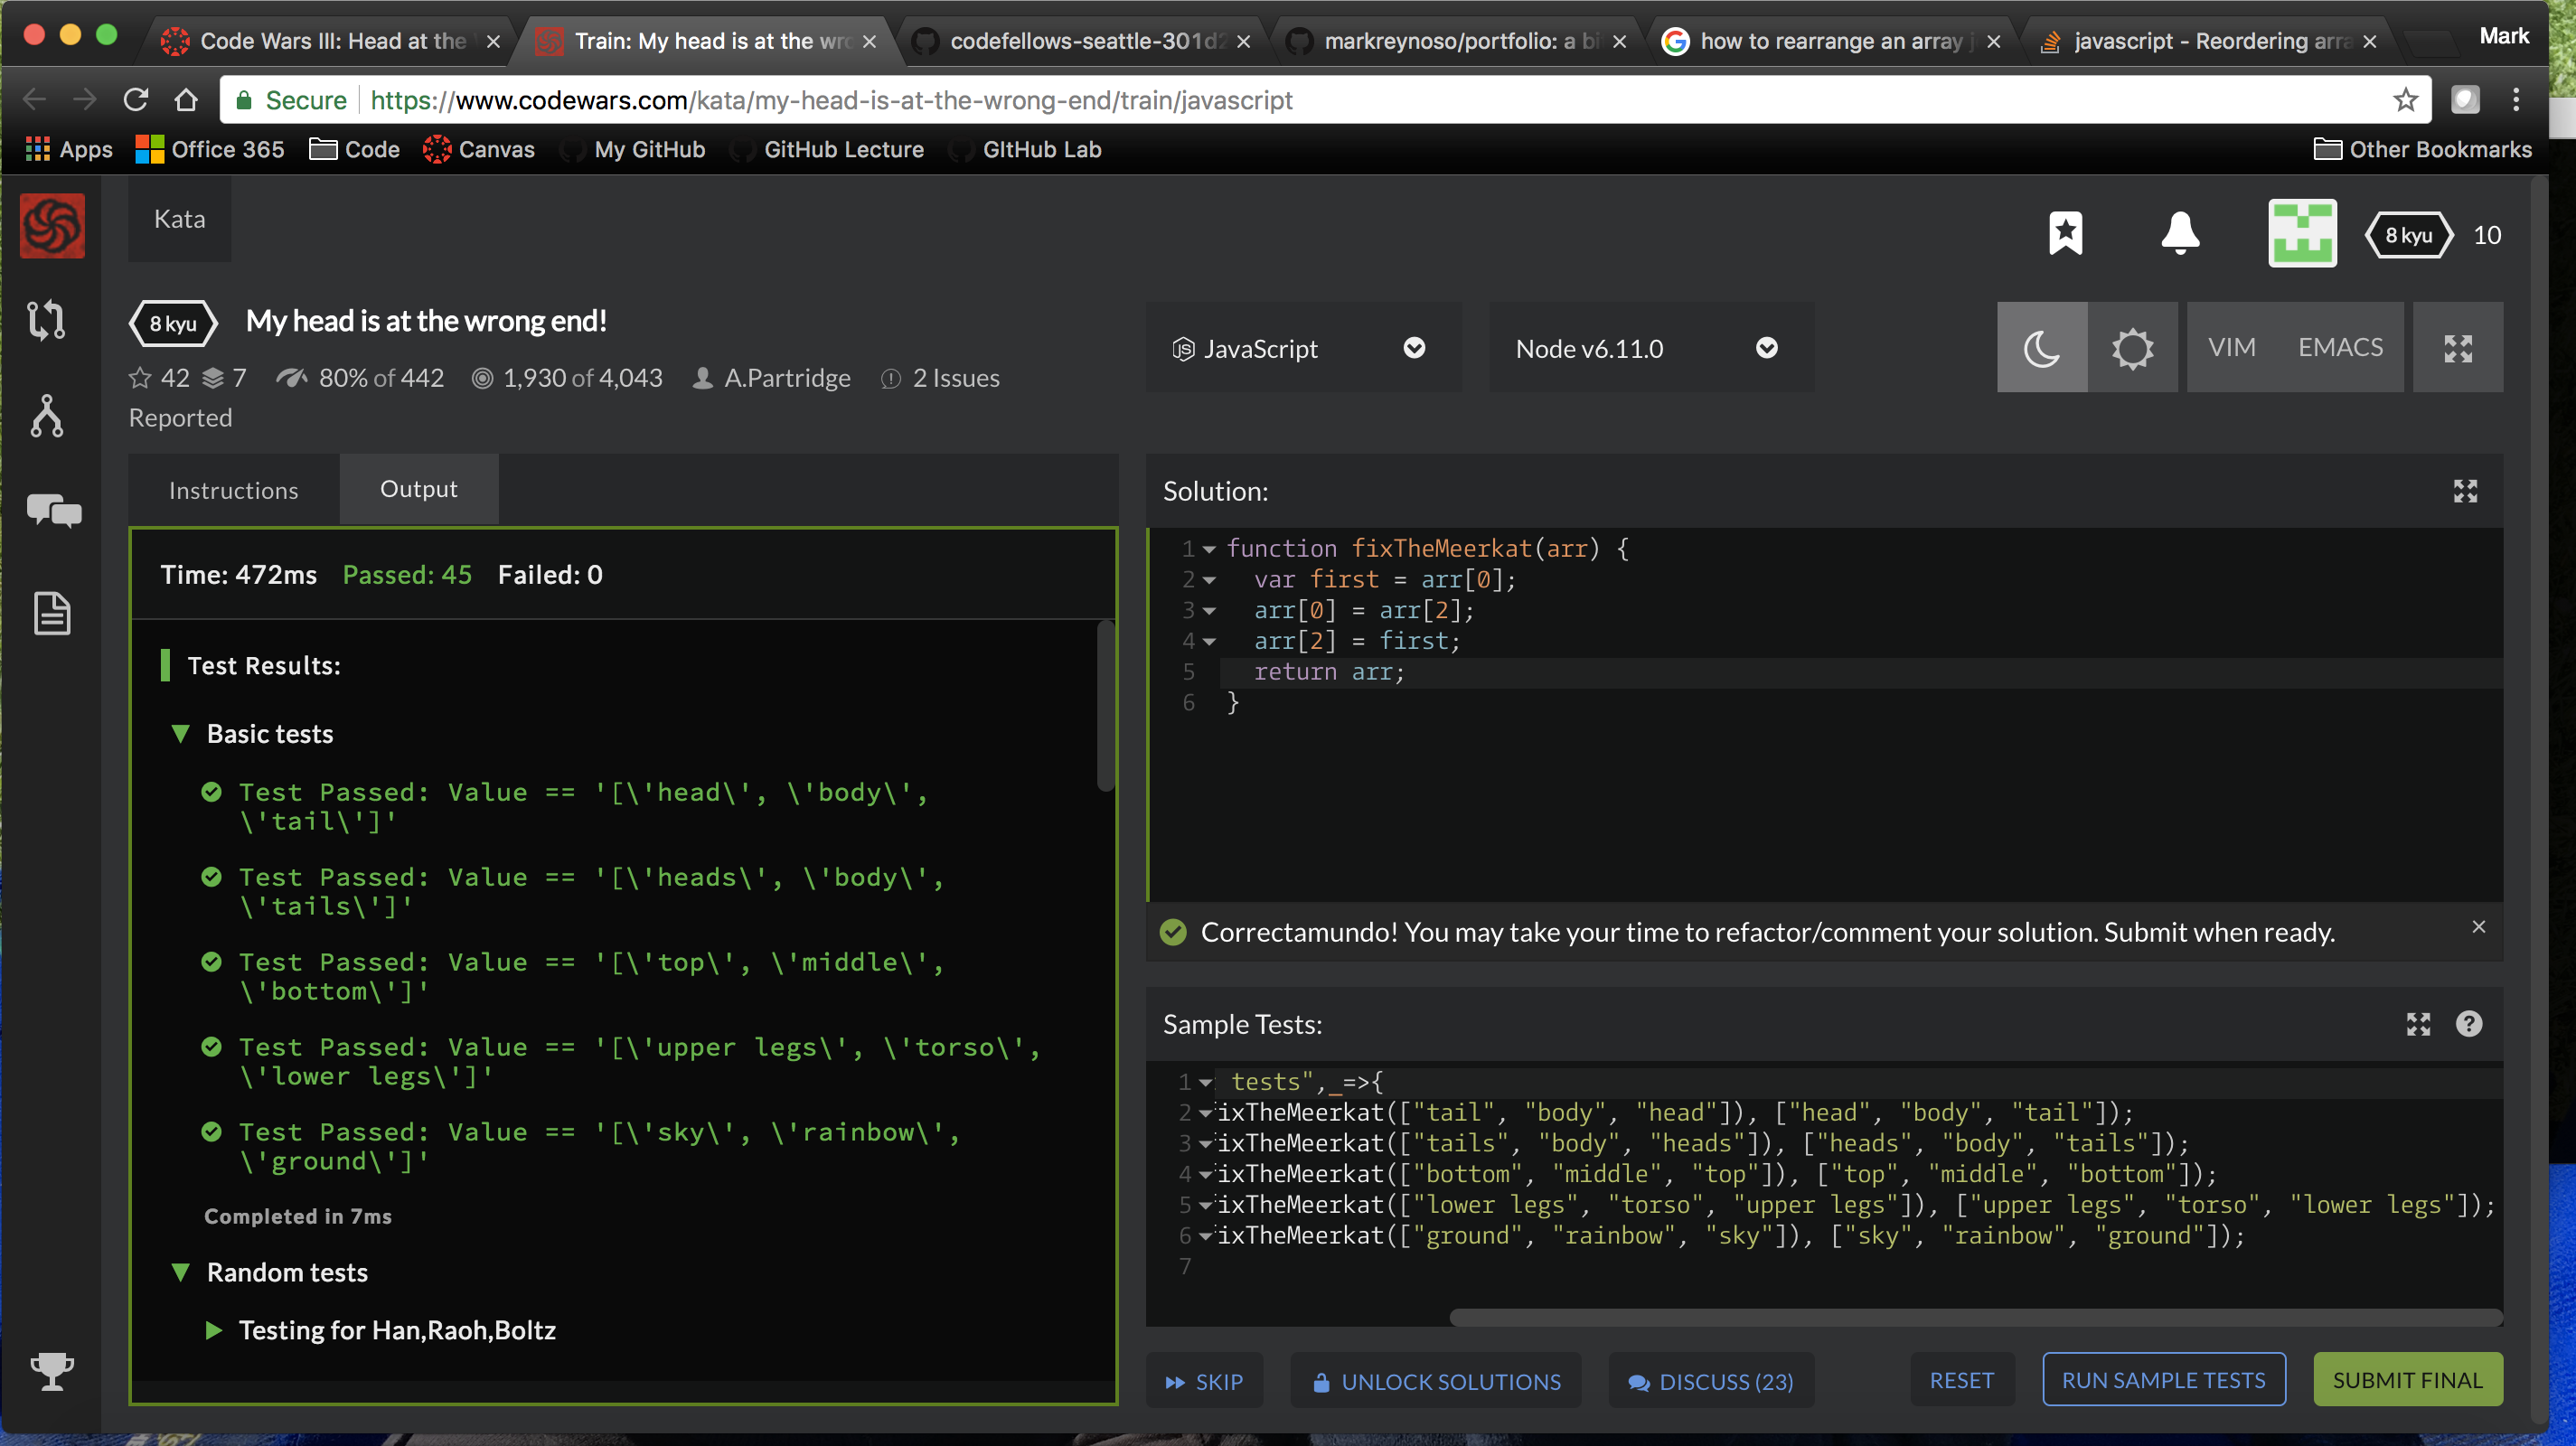 Code Wars III: Head at the
Train: My head is at the wro
codefellows-seattle-301d2
markreynoso/portfolio: a bi
how to rearrange an array j
javascript - Reordering arra
Mark
Secure
https://www.codewars.com/kata/my-head-is-at-the-wrong-end/train/javascript
Apps
Office 365
Code
Canvas
My GitHub
GitHub Lecture
GItHub Lab
Other Bookmarks
Kata
8 kyu
10
8 kyu
My head is at the wrong end!
42
7
80% of 442
1,930 of 4,043
A.Partridge
2 Issues
Reported
JS
JavaScript
Node v6.11.0
VIM
EMACS
Instructions
Output
Time: 472ms Passed: 45 Failed: 0
Test Results:
Basic tests
Test Passed: Value == '[\'head\', \'body\',
\'tail\']'
Test Passed: Value == '[\'heads\', \'body\',
\'tails\']'
Test Passed: Value == '[\'top\', \'middle\',
\'bottom\']'
Test Passed: Value == '[\'upper legs\', \'torso\',
\'lower legs\']'
Test Passed: Value == '[\'sky\', \'rainbow\',
\'ground\']'
Completed in 7ms
Random tests
Testing for Han,Raoh,Boltz
Solution:
1 function fixTheMeerkat(arr) {
2 var first = arr[0];
3 arr[0] = arr[2];
4 arr[2] = first;
5 return arr;
6 }
Correctamundo! You may take your time to refactor/comment your solution. Submit when ready.
Sample Tests:
1 tests",_=>{
2 ixTheMeerkat(["tail", "body", "head"]), ["head", "body", "tail"]);
3 ixTheMeerkat(["tails", "body", "heads"]), ["heads", "body", "tails"]);
4 ixTheMeerkat(["bottom", "middle", "top"]), ["top", "middle", "bottom"]);
5 ixTheMeerkat(["lower legs", "torso", "upper legs"]), ["upper legs", "torso", "lower legs"]);
6 ixTheMeerkat(["ground", "rainbow", "sky"]), ["sky", "rainbow", "ground"]);
7
SKIP
UNLOCK SOLUTIONS
DISCUSS (23)
RESET
RUN SAMPLE TESTS
SUBMIT FINAL